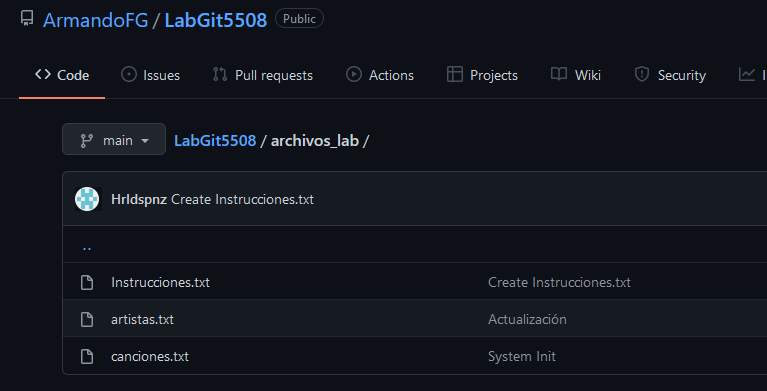 ArmandoFG / LabGit5508 Public
Code Issues Pull requests Actions Projects Wiki Security
main LabGit5508 / archivos_lab /
Hrldspnz Create Instrucciones.txt
..
Instrucciones.txt Create Instrucciones.txt
artistas.txt Actualización
canciones.txt System Init